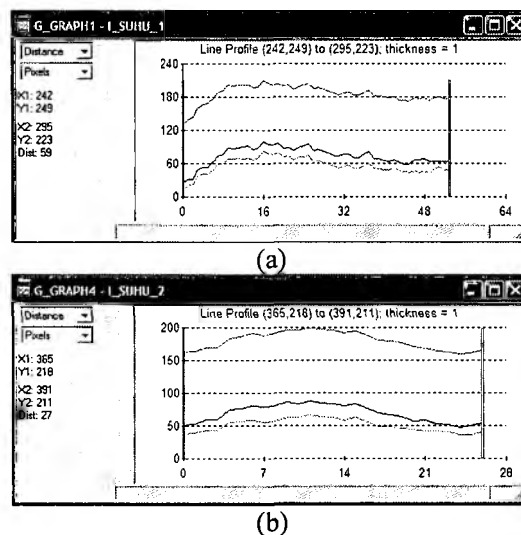 G_GRAPH1 - I_SUHU_1
Distance
Pixels
X1: 242
Y1: 249
X2: 295
Y2: 223
Dist: 59
Line Profile (242,249) to (295,223); thickness = 1
240
180
120
60
0
0 16 32 48 64
(a)
G_GRAPH4 - I_SUHU_2
Distance
Pixels
X1: 365
Y1: 218
X2: 391
Y2: 211
Dist: 27
Line Profile (365,218) to (391,211); thickness = 1
200
150
100
50
0
0 7 14 21 28
(b)